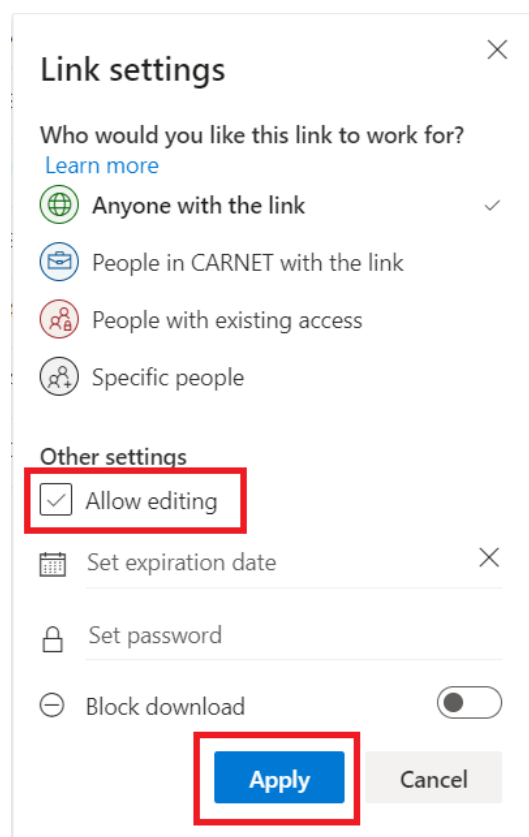 Link settings
Who would you like this link to work for?
Learn more
Anyone with the link
People in CARNET with the link
People with existing access
Specific people
Other settings
Allow editing
Set expiration date
Set password
Block download
Apply
Cancel